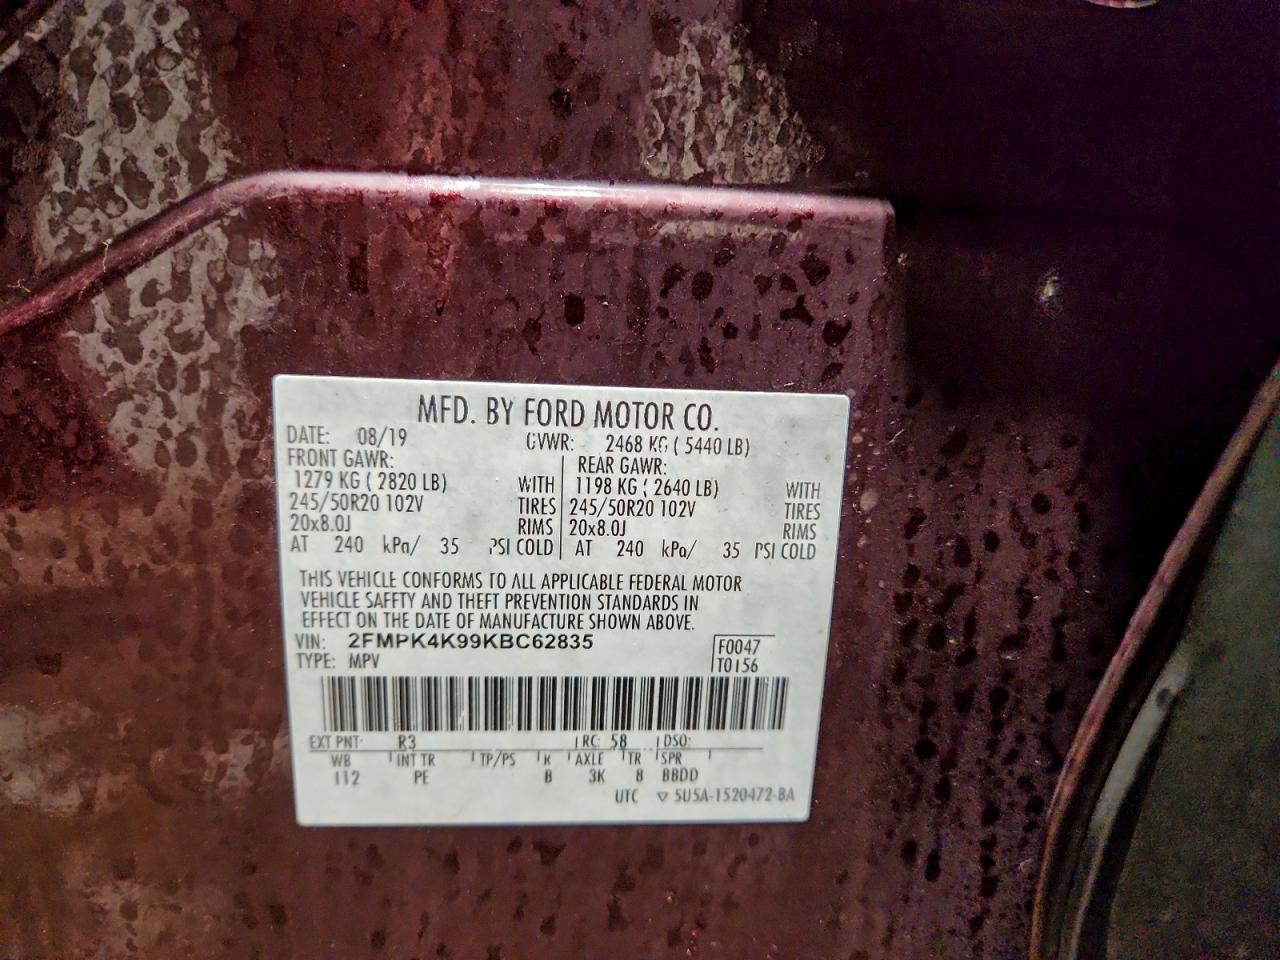 MFD. BY FORD MOTOR CO.
DATE: 08/19 GVWR: 2468 KG ( 5440 LB)
FRONT GAWR: REAR GAWR:
1279 KG ( 2820 LB) WITH 1198 KG ( 2640 LB) WITH
245/50R20 102V TIRES 245/50R20 102V TIRES
20x8.0J RIMS 20x8.0J RIMS
AT 240 kPa/ 35 PSI COLD AT 240 kPa/ 35 PSI COLD
THIS VEHICLE CONFORMS TO ALL APPLICABLE FEDERAL MOTOR
VEHICLE SAFETY AND THEFT PREVENTION STANDARDS IN
EFFECT ON THE DATE OF MANUFACTURE SHOWN ABOVE.
VIN: 2FMPK4K99KBC62835 F0047
TYPE: MPV T0156
EXT PNT: R3 RC: 58 DSO:
WB INT TR TP/PS R AXLE TR SPR
112 PE B 3K 8 BBDD
UTC ▽ 5U5A-1520472-BA